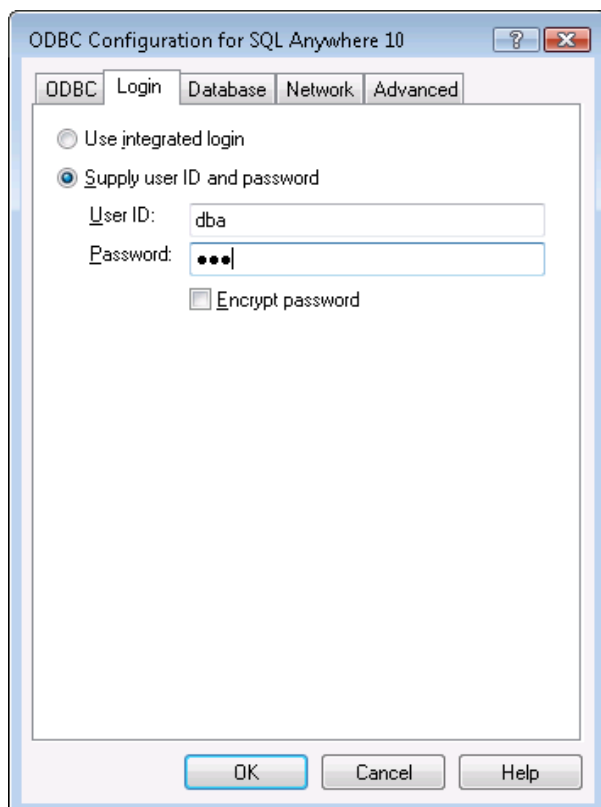 ODBC Configuration for SQL Anywhere 10
ODBC Login Database Network Advanced
Use integrated login
Supply user ID and password
User ID: dba
Password: •••
Encrypt password
OK Cancel Help